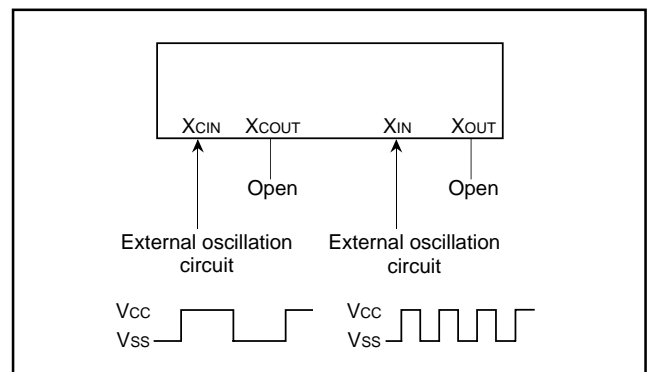 XCIN XCOUT XIN XOUT
Open Open
External oscillation External oscillation
circuit circuit
VCC VCC
VSS VSS